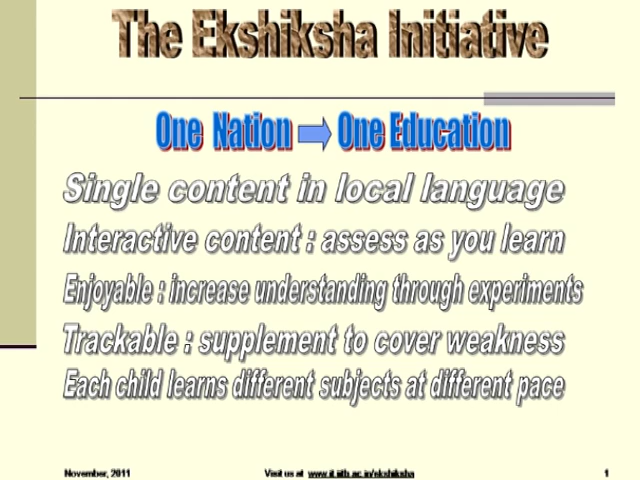 The Ekshiksha Initiative
One Nation One Education
Single content in local language
Interactive content : assess as you learn
Enjoyable : increase understanding through experiments
Trackable : supplement to cover weakness
Each child learns different subjects at different pace
November, 2011 Visit us at www.it.iitb.ac.in/ekshiksha 1